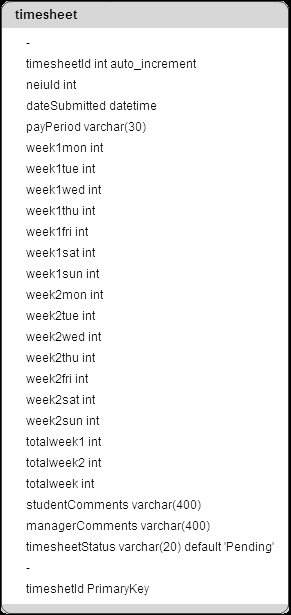 timesheet
-
timesheetId int auto_increment
neiuId int
dateSubmitted datetime
payPeriod varchar(30)
week1mon int
week1tue int
week1wed int
week1thu int
week1fri int
week1sat int
week1sun int
week2mon int
week2tue int
week2wed int
week2thu int
week2fri int
week2sat int
week2sun int
totalweek1 int
totalweek2 int
totalweek int
studentComments varchar(400)
managerComments varchar(400)
timesheetStatus varchar(20) default 'Pending'
-
timeshetId PrimaryKey